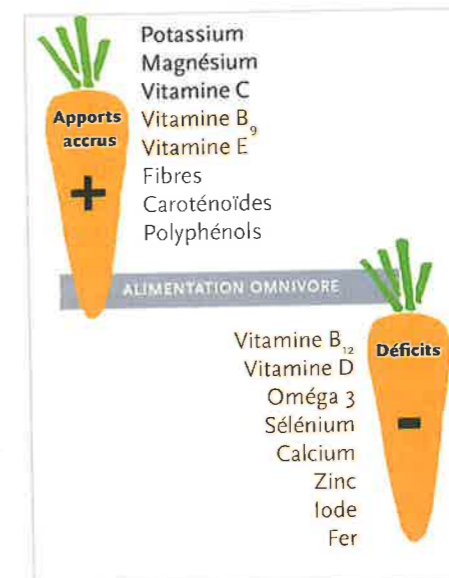 Potassium
Magnésium
Vitamine C
Vitamine B9
Vitamine E
Fibres
Caroténoïdes
Polyphénols
Apports
accrus
+
ALIMENTATION OMNIVORE
Vitamine B12
Vitamine D
Oméga 3
Sélénium
Calcium
Zinc
Iode
Fer
Déficits
-